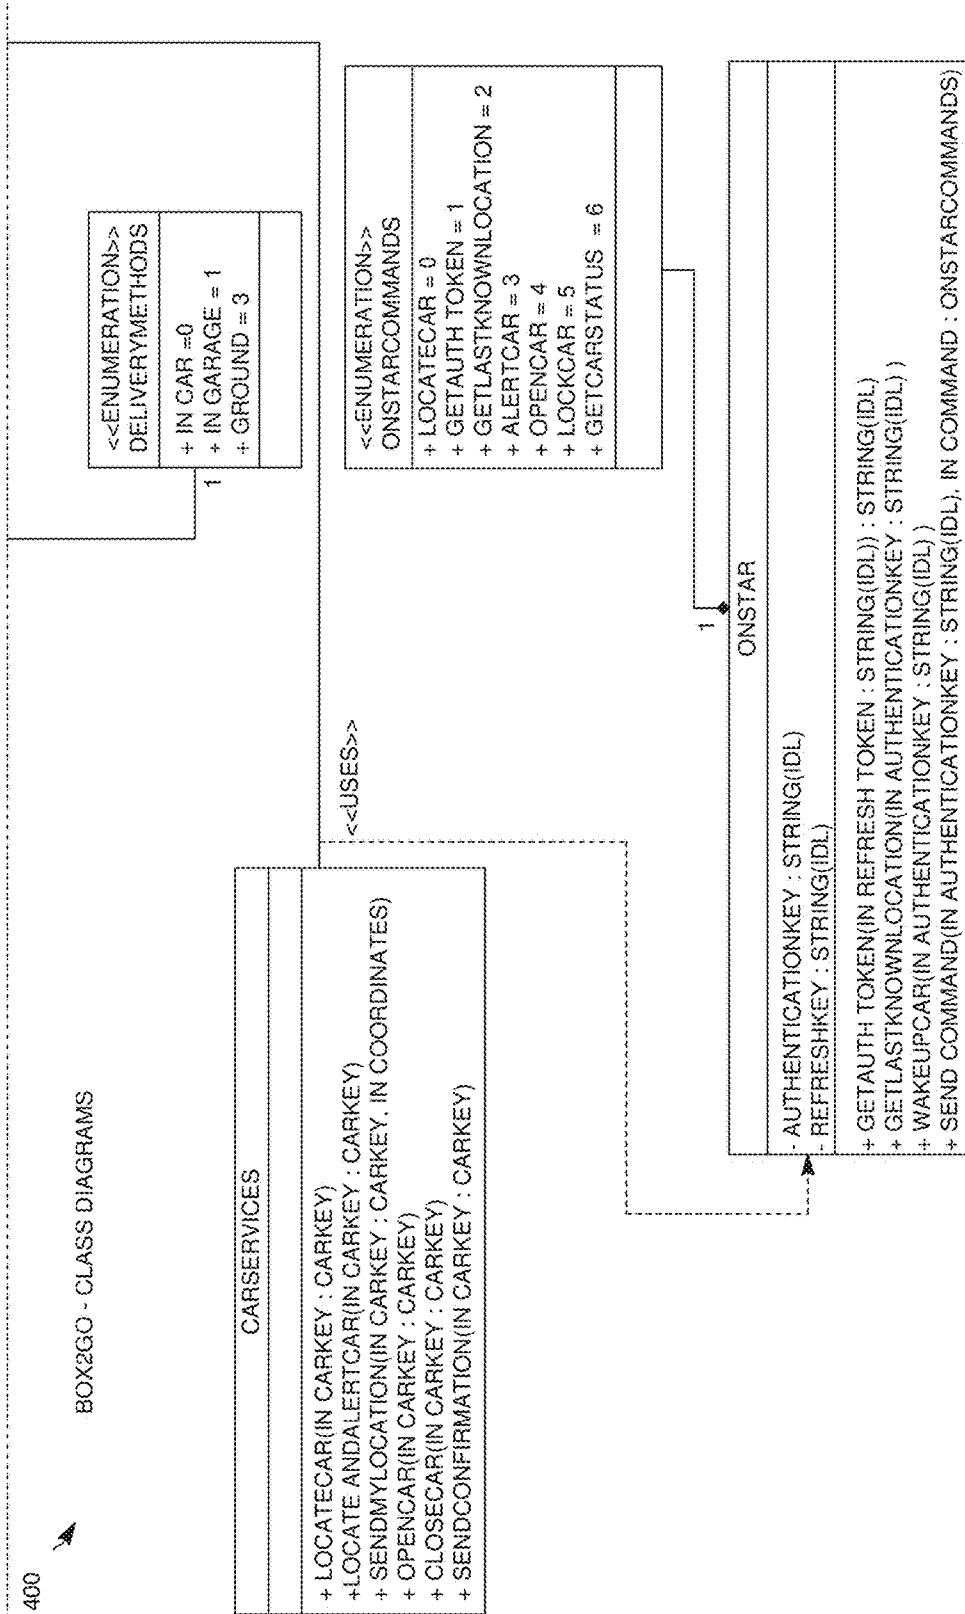 400
BOX2GO - CLASS DIAGRAMS
CARSERVICES
+ LOCATECAR(IN CARKEY : CARKEY)
+LOCATE ANDALERTCAR(IN CARKEY : CARKEY)
+ SENDMYLOCATION(IN CARKEY : CARKEY, IN COORDINATES)
+ OPENCAR(IN CARKEY : CARKEY)
+ CLOSECAR(IN CARKEY : CARKEY)
+ SENDCONFIRMATION(IN CARKEY : CARKEY)
<<USES>>
1
<<ENUMERATION>>
DELIVERYMETHODS
+ IN CAR =0
+ IN GARAGE = 1
+ GROUND = 3
<<ENUMERATION>>
ONSTARCOMMANDS
+ LOCATECAR = 0
+ GETAUTH TOKEN = 1
+ GETLASTKNOWNLOCATION = 2
+ ALERTCAR = 3
+ OPENCAR = 4
+ LOCKCAR = 5
+ GETCARSTATUS = 6
1
ONSTAR
- AUTHENTICATIONKEY : STRING(IDL)
- REFRESHKEY : STRING(IDL)
+ GETAUTH TOKEN(IN REFRESH TOKEN : STRING(IDL)) : STRING(IDL)
+ GETLASTKNOWNLOCATION(IN AUTHENTICATIONKEY : STRING(IDL) )
+ WAKEUPCAR(IN AUTHENTICATIONKEY : STRING(IDL) )
+ SEND COMMAND(IN AUTHENTICATIONKEY : STRING(IDL), IN COMMAND : ONSTARCOMMANDS)